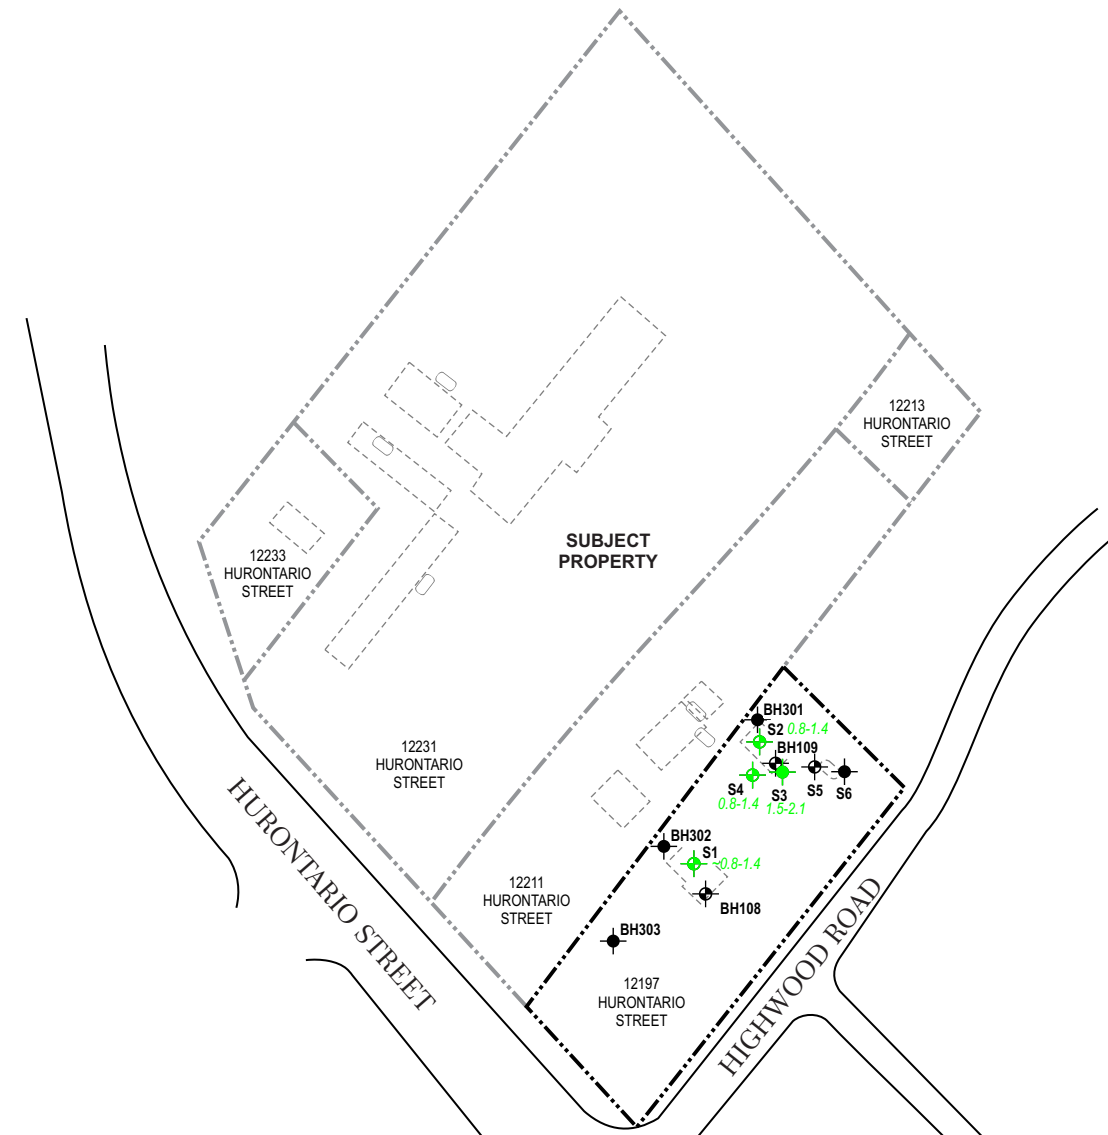 12213
HURONTARIO
STREET
SUBJECT
PROPERTY
12233
HURONTARIO
STREET
BH301
S2 0.8-1.4
12231
HURONTARIO
STREET
BH109
S4 S3 S5 S6
0.8-1.4 1.5-2.1
HURONTARIO STREET
BH302
S1
~0.8-1.4
12211
HURONTARIO
STREET
BH108
BH303
HIGHWOOD ROAD
12197
HURONTARIO
STREET